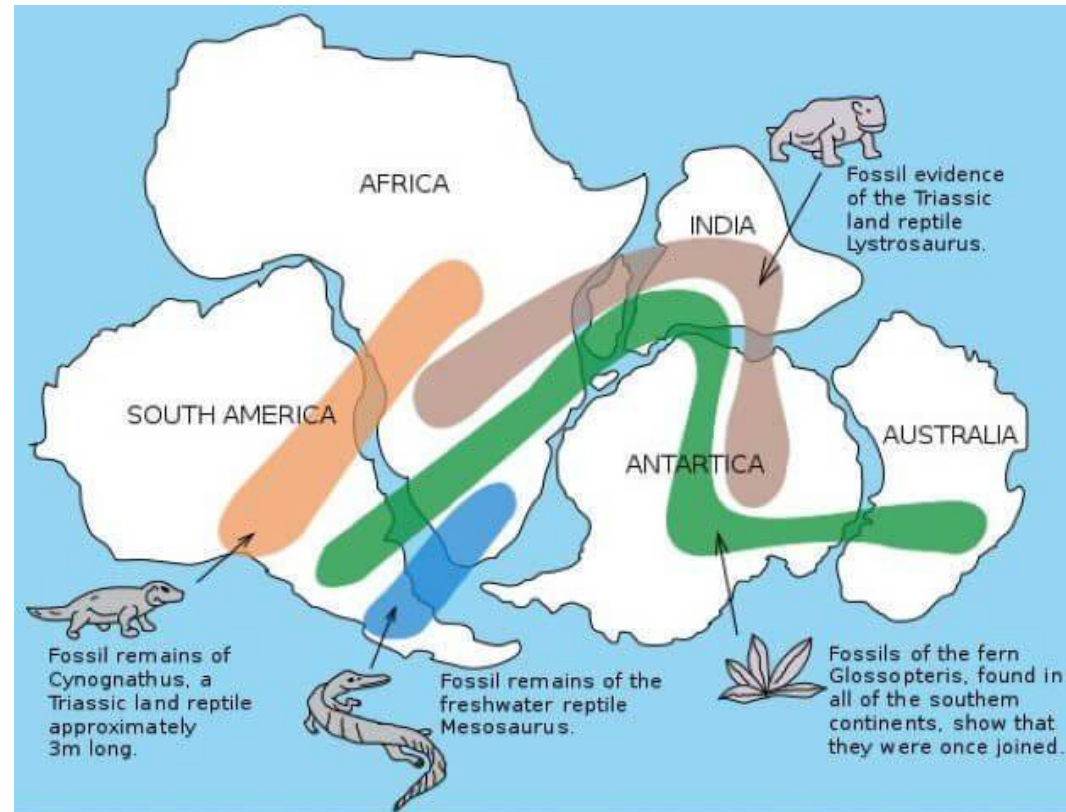 AFRICA
INDIA
Fossil evidence
of the Triassic
land reptile
Lystrosaurus.
SOUTH AMERICA
ANTARTICA
AUSTRALIA
Fossil remains of
Cynognathus, a
Triassic land reptile
approximately
3m long.
Fossil remains of the
freshwater reptile
Mesosaurus.
Fossils of the fern
Glossopteris, found in
all of the southern
continents, show that
they were once joined.